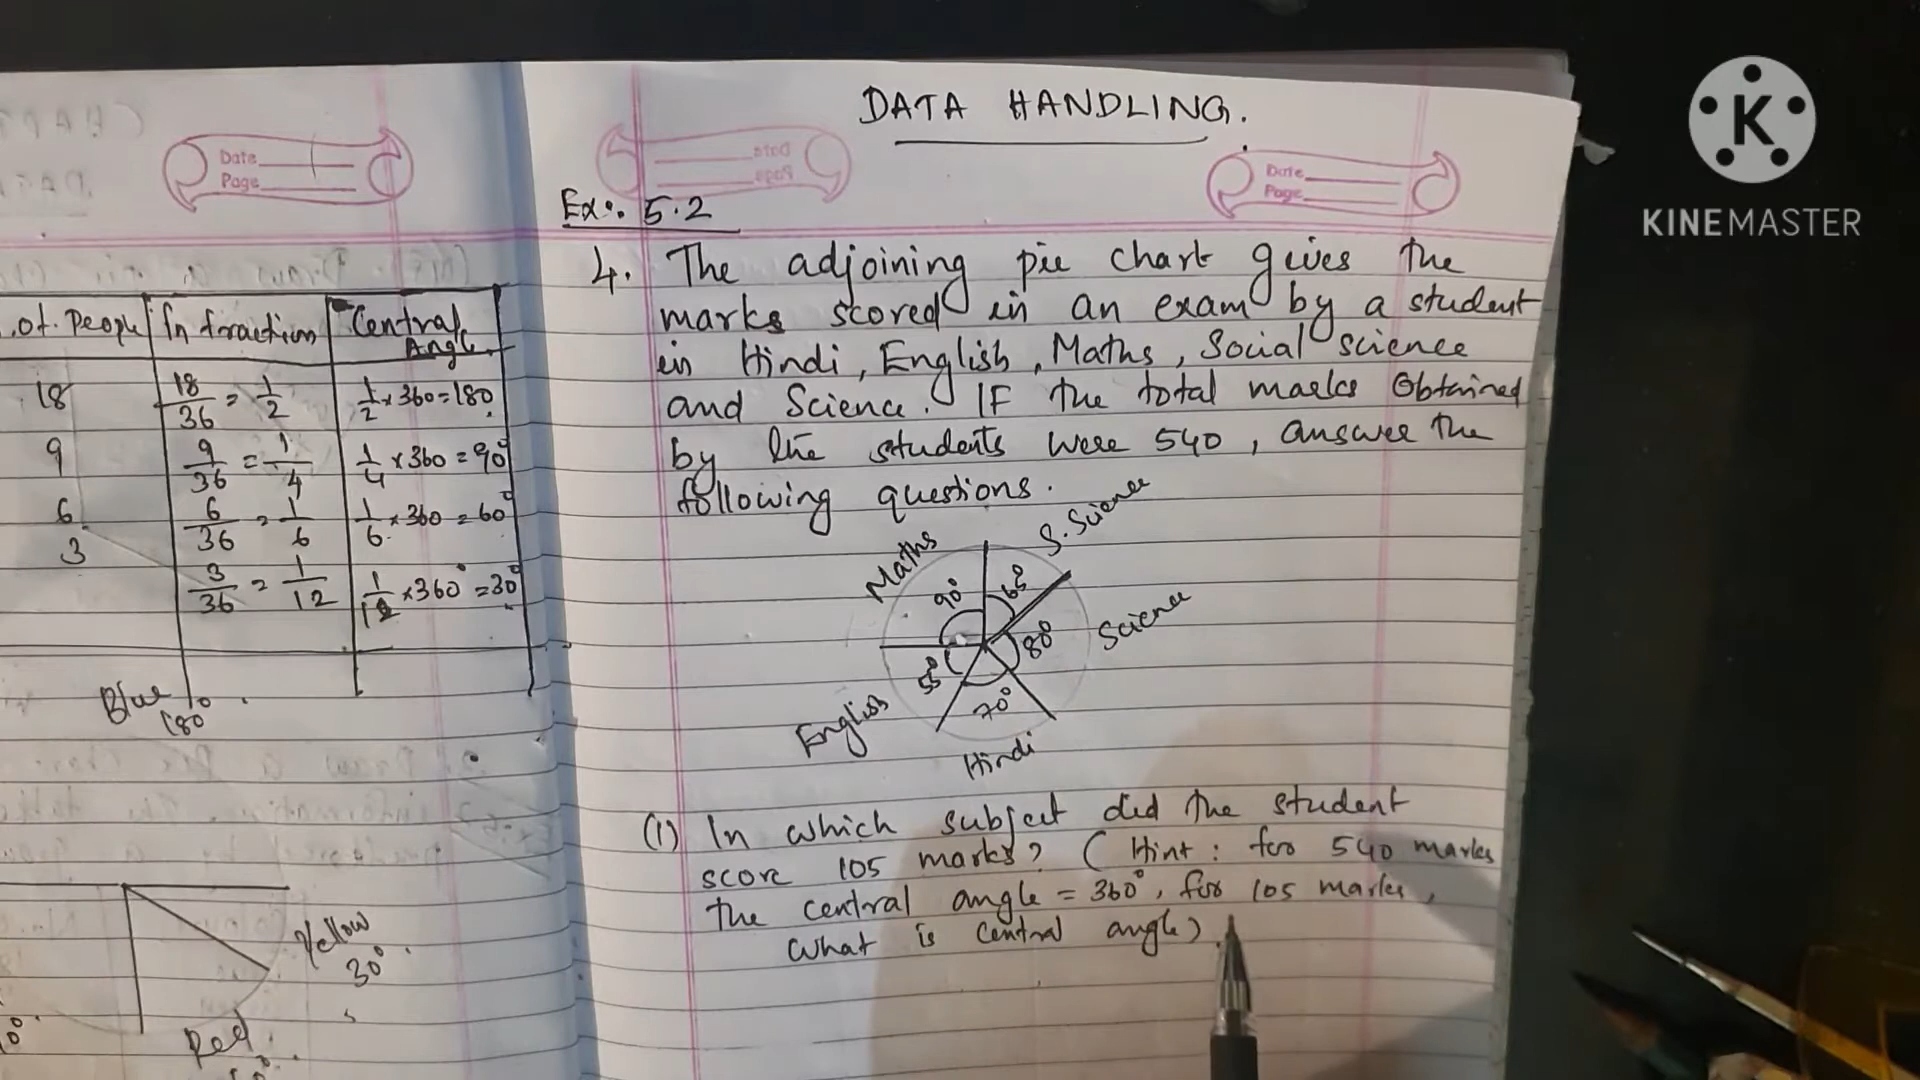 DATA HANDLING.
Date
Page
Date
Page
Date
Page
Ex:. 5.2
of. People
In fraction
Central Angle
18
18/36 = 1/2
1/2 × 360 = 180
9
9/36 = 1/4
1/4 × 360 = 90°
6
6/36 = 1/6
1/6 × 360 = 60°
3
3/36 = 1/12
1/12 × 360° = 30°
Blue
180°
Yellow
30°
Red
4. The adjoining pie chart gives the
marks scored in an exam by a student
in Hindi, English, Maths, Social science
and Science. IF the total marks Obtained
by the students were 540, answer the
following questions.
Maths
S. Science
90°
65°
Science
80°
55°
70°
English
Hindi
(1) In which subject did the student
score 105 marks? (Hint: for 540 marks
the central angle = 360°, for 105 marks,
what is central angle).
K
KINEMASTER